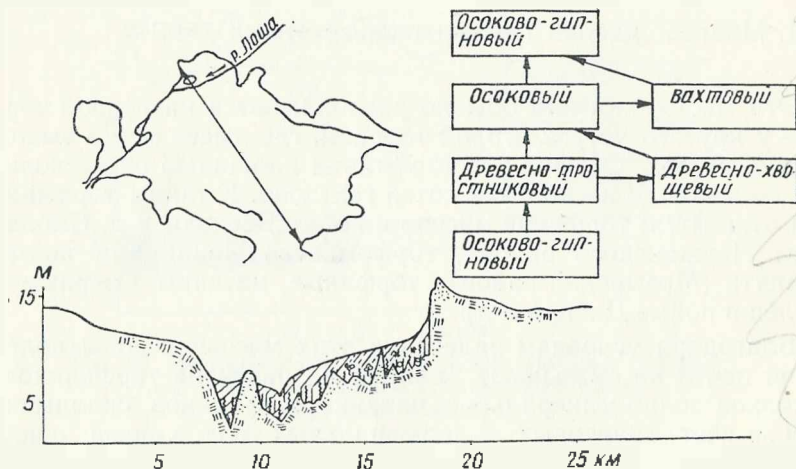 р. Лоша
Осоково-гип-
новый
Осоковый
Вахтовый
Древесно-тро-
стниковый
Древесно-хво-
щевый
Осоково-гип-
новый
М
15
5
5
10
15
20
25 км